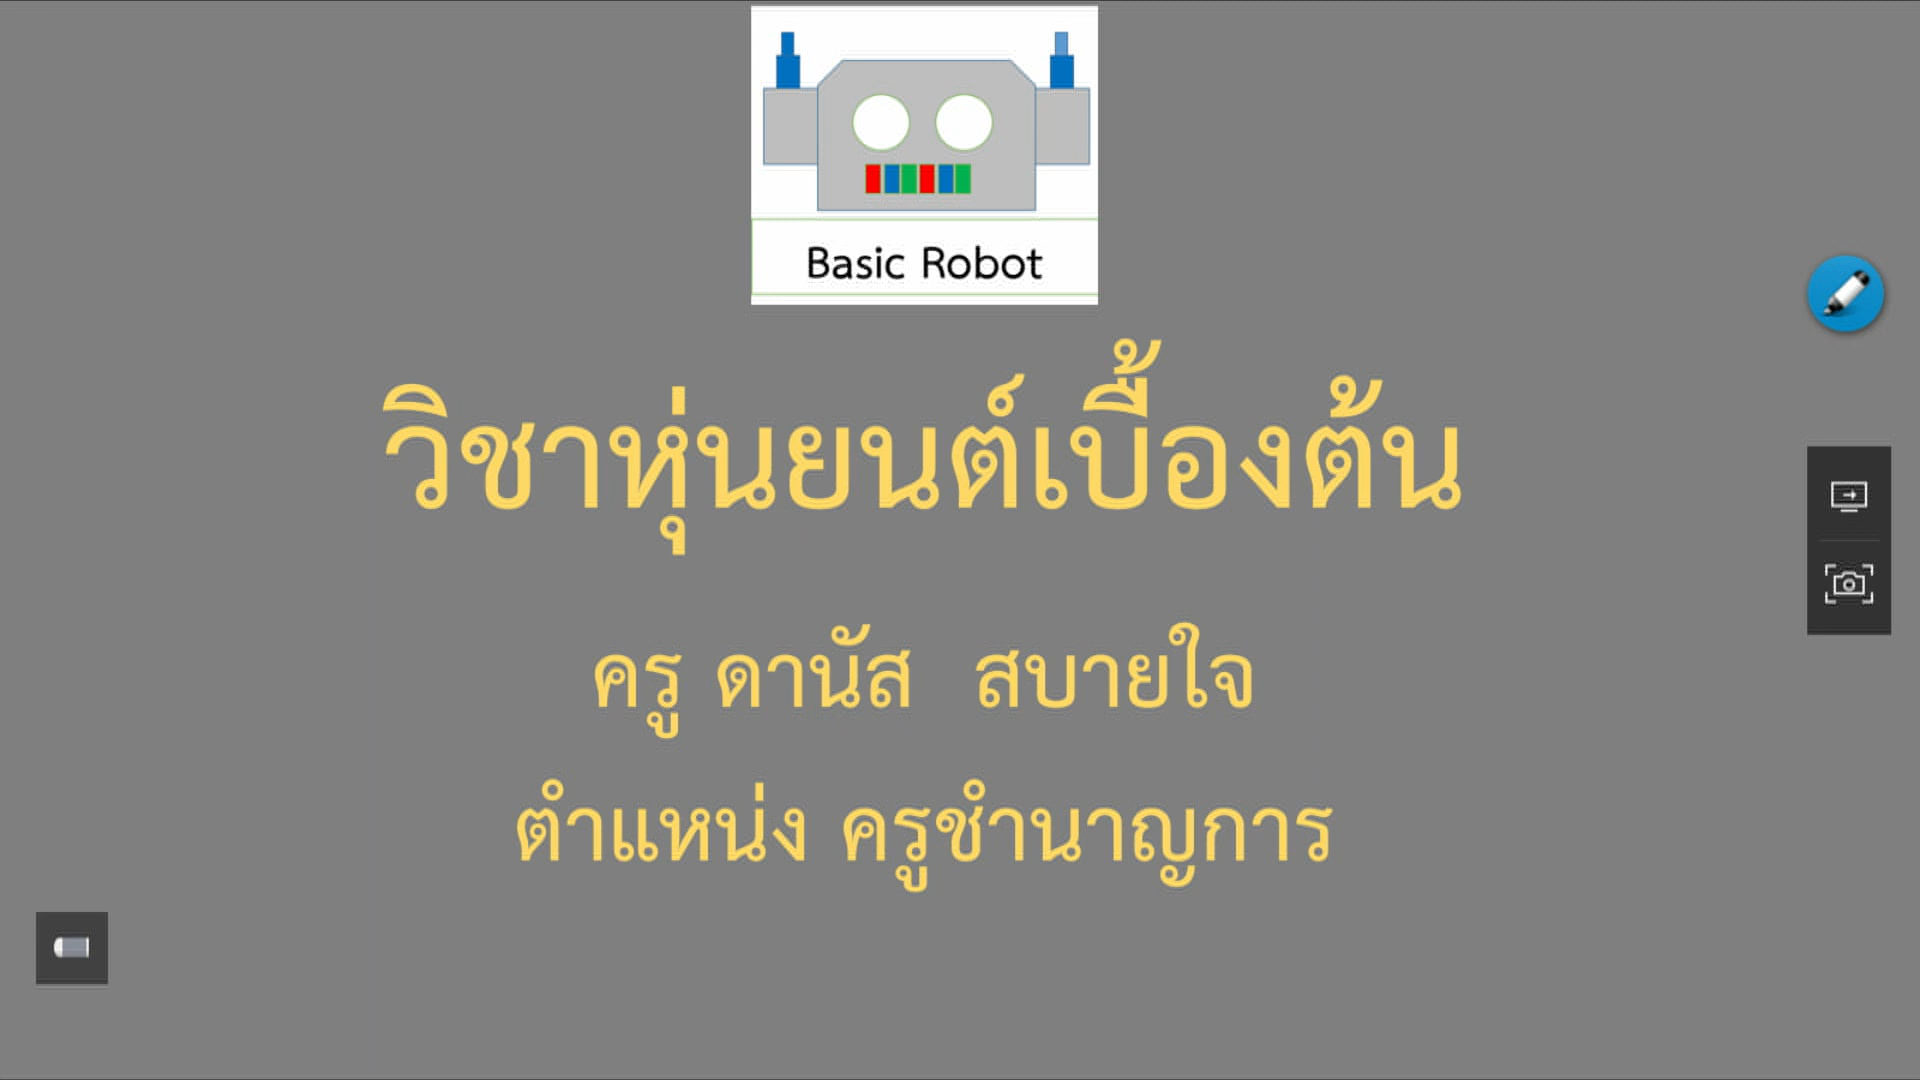 Basic Robot
วิชาหุ่นยนต์เบื้องต้น
ครู ดานัส  สบายใจ
ตำแหน่ง ครูชำนาญการ